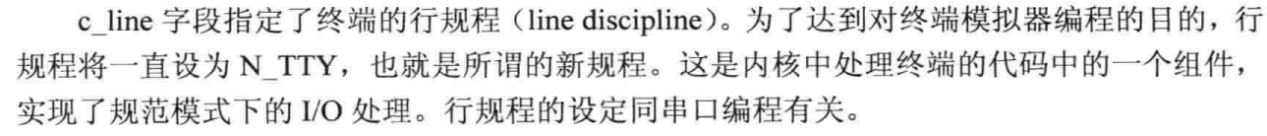 c_line 字段指定了终端的行规程（line discipline）。为了达到对终端模拟器编程的目的，行
规程将一直设为 N_TTY，也就是所谓的新规程。这是内核中处理终端的代码中的一个组件，
实现了规范模式下的 I/O 处理。行规程的设定同串口编程有关。